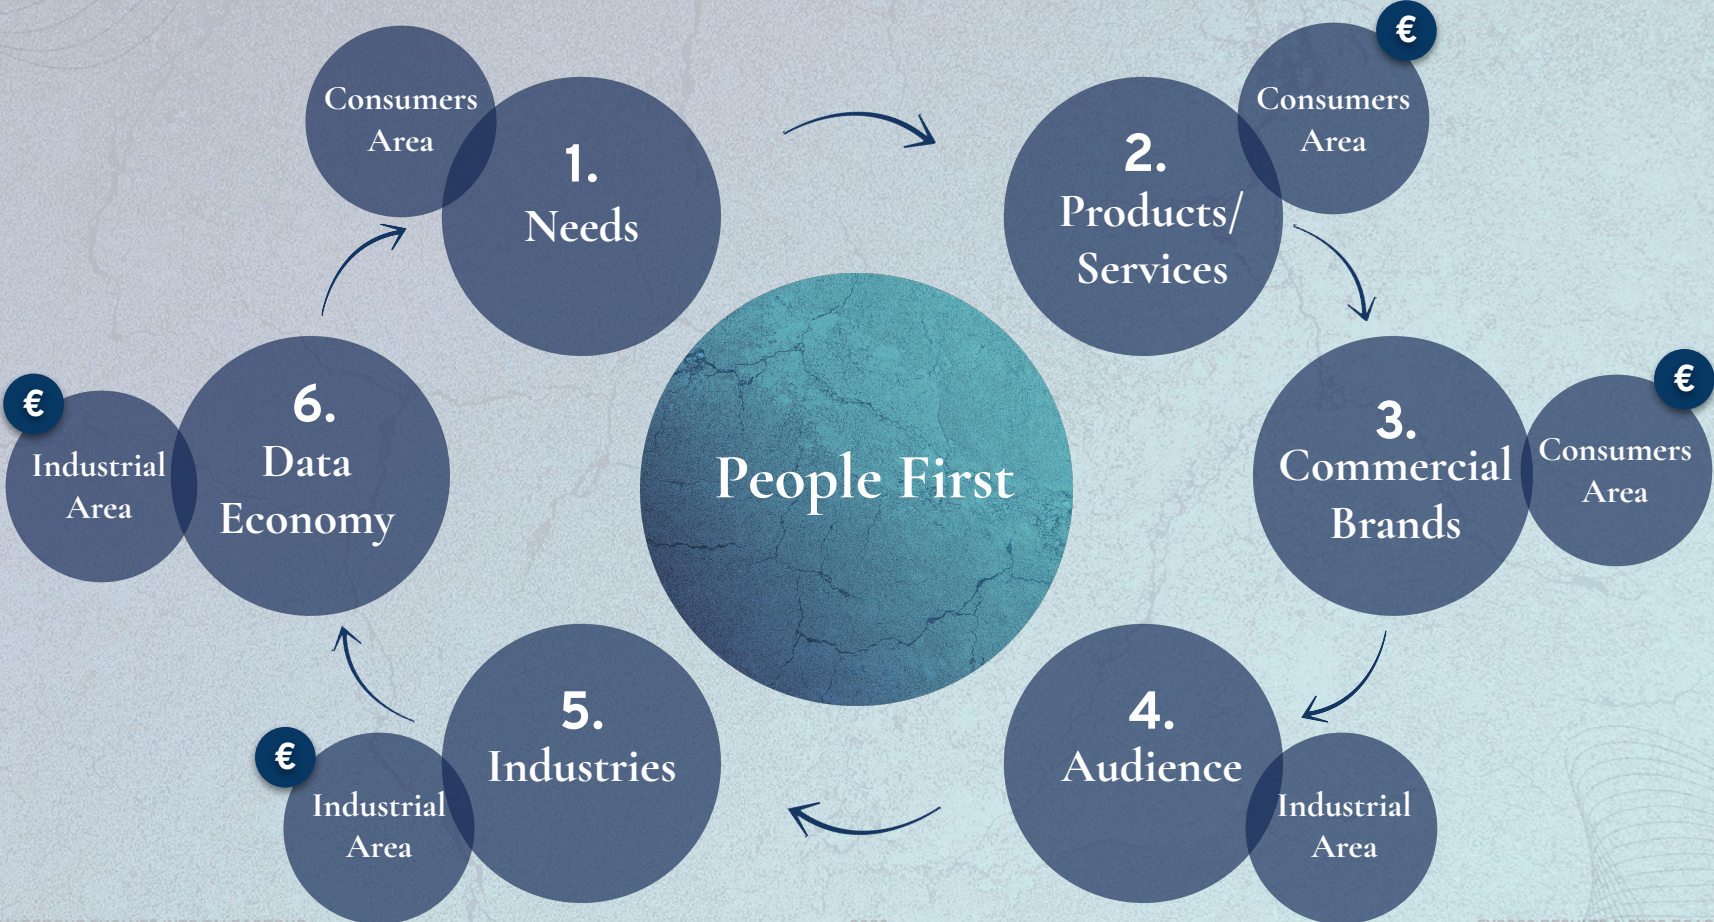 Consumers
Area
1.
Needs
€
Consumers
Area
2.
Products/
Services
€
Consumers
Area
3.
Commercial
Brands
People First
€
Industrial
Area
6.
Data
Economy
4.
Audience
Industrial
Area
5.
Industries
€
Industrial
Area